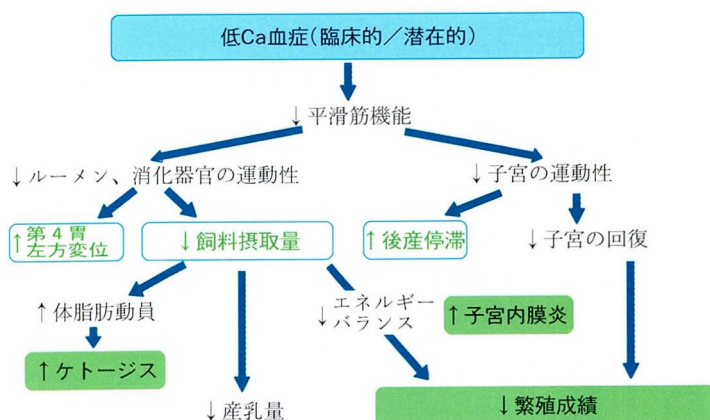 低Ca血症(臨床的／潜在的)
↓平滑筋機能
↓ルーメン、消化器官の運動性
↓子宮の運動性
↑第4胃
左方変位
↓飼料摂取量
↑後産停滞
↓子宮の回復
↑体脂肪動員
↓エネルギー
バランス
↑子宮内膜炎
↑ケトージス
↓産乳量
↓繁殖成績